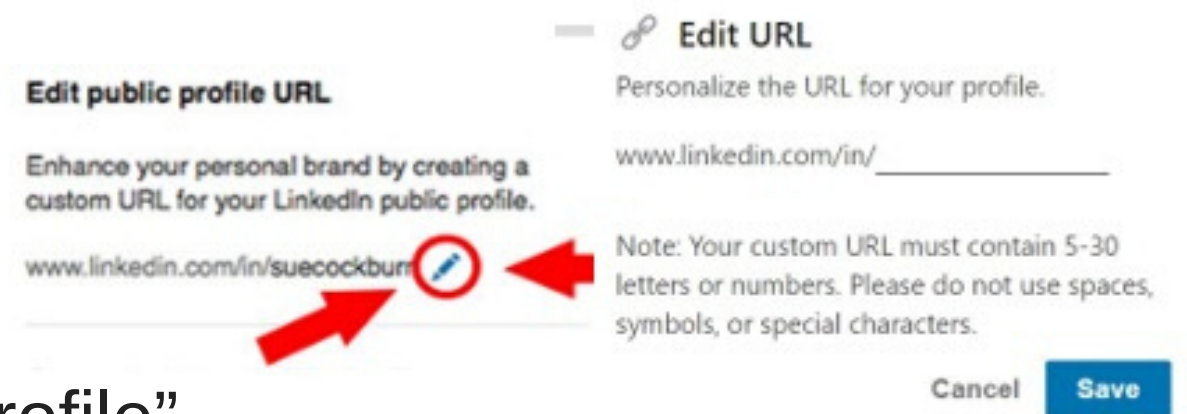 Edit public profile URL
Enhance your personal brand by creating a
custom URL for your LinkedIn public profile.
www.linkedin.com/in/suecockburn
Edit URL
Personalize the URL for your profile.
www.linkedin.com/in/
Note: Your custom URL must contain 5-30
letters or numbers. Please do not use spaces,
symbols, or special characters.
Cancel Save